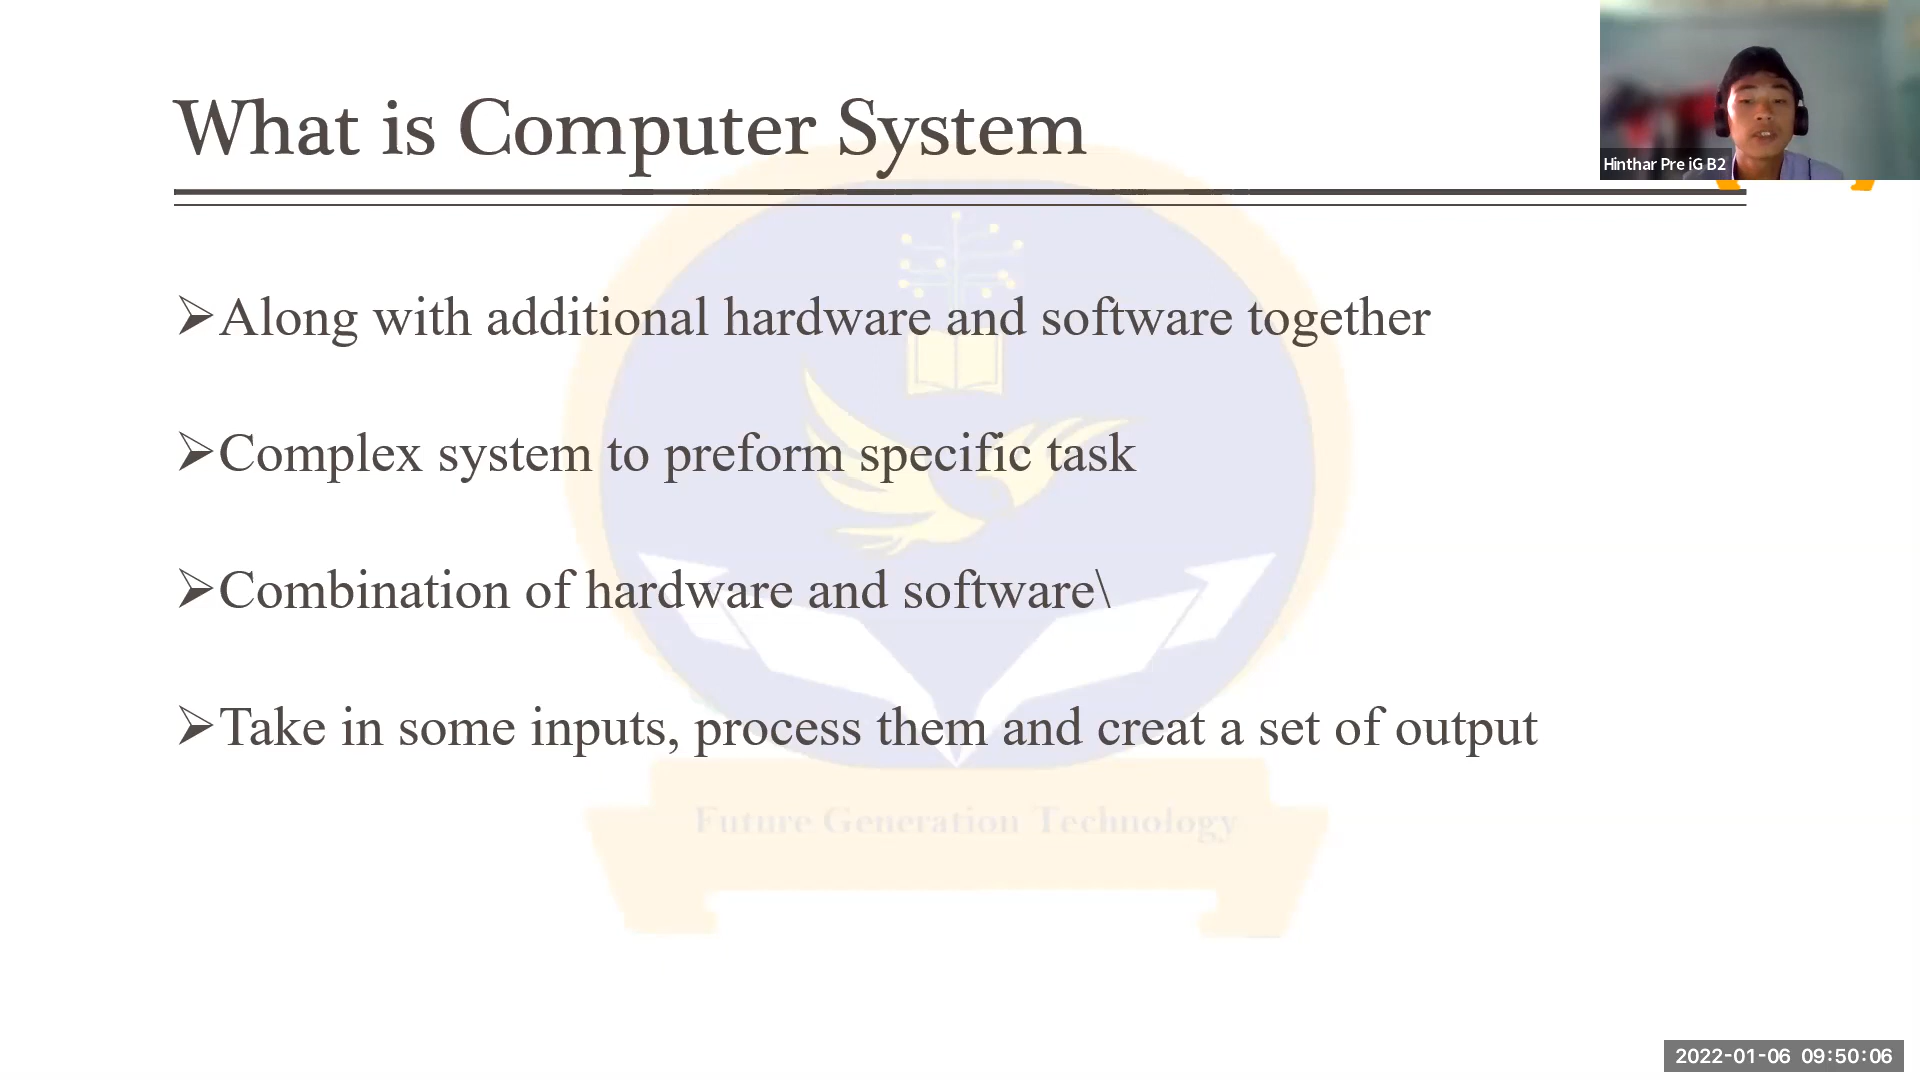 What is Computer System
Hinthar Pre iG B2
➢Along with additional hardware and software together
➢Complex system to preform specific task
➢Combination of hardware and software\
➢Take in some inputs, process them and creat a set of output
Future Generation Technology
2022-01-06 09:50:06